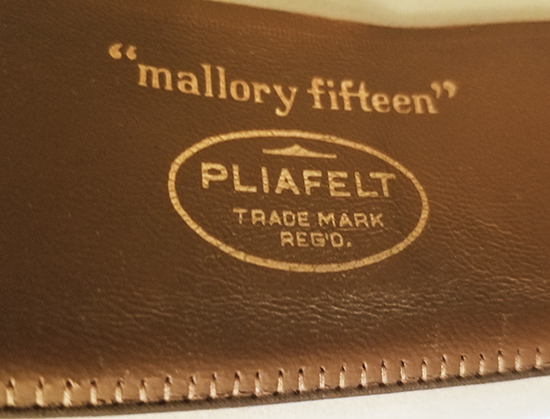 “mallory fifteen”
PLIAFELT
TRADE MARK
REG'D.